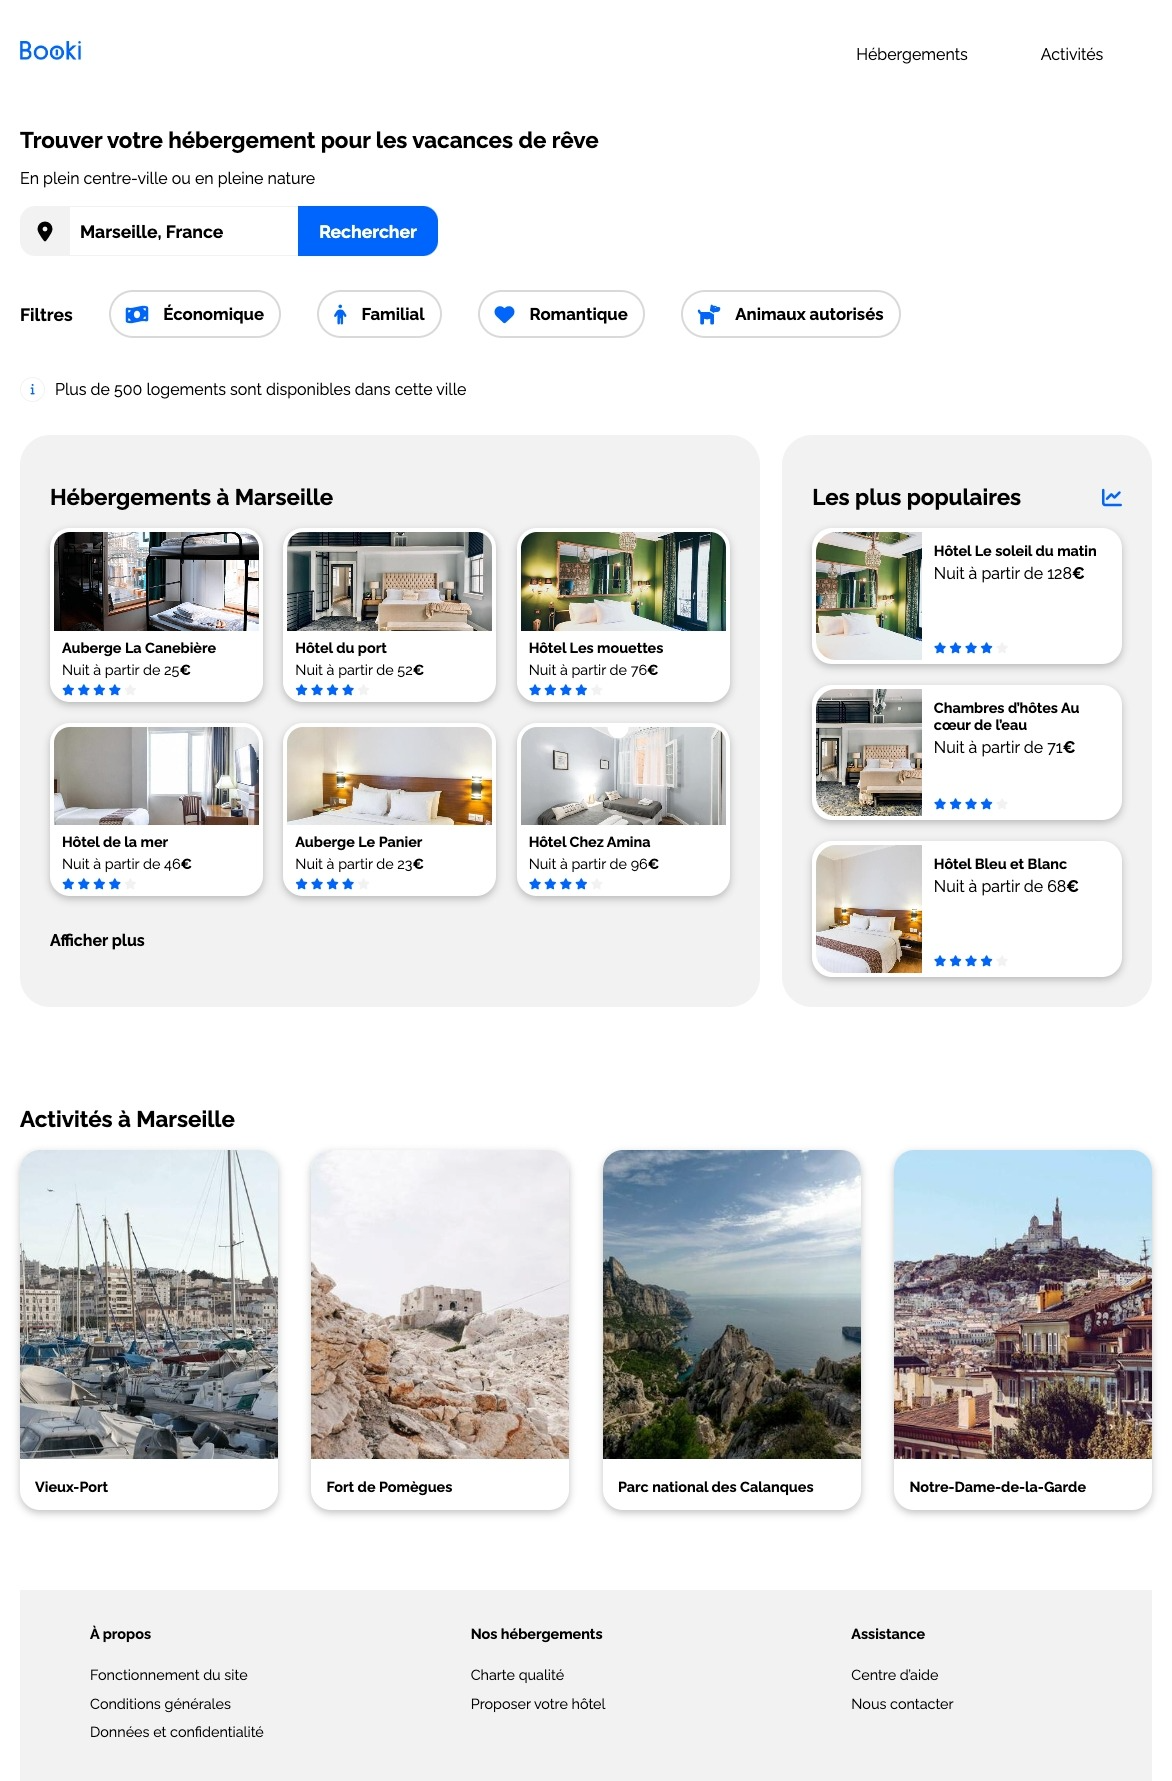 Booki
Hébergements
Activités
Trouver votre hébergement pour les vacances de rêve
En plein centre-ville ou en pleine nature
Marseille, France
Rechercher
Filtres
Économique
Familial
Romantique
Animaux autorisés
Plus de 500 logements sont disponibles dans cette ville
Hébergements à Marseille
Auberge La Canebière
Nuit à partir de 25€
Hôtel du port
Nuit à partir de 52€
Hôtel Les mouettes
Nuit à partir de 76€
Hôtel de la mer
Nuit à partir de 46€
Auberge Le Panier
Nuit à partir de 23€
Hôtel Chez Amina
Nuit à partir de 96€
Afficher plus
Les plus populaires
Hôtel Le soleil du matin
Nuit à partir de 128€
Chambres d'hôtes Au
cœur de l'eau
Nuit à partir de 71€
Hôtel Bleu et Blanc
Nuit à partir de 68€
Activités à Marseille
Vieux-Port
Fort de Pomègues
Parc national des Calanques
Notre-Dame-de-la-Garde
À propos
Fonctionnement du site
Conditions générales
Données et confidentialité
Nos hébergements
Charte qualité
Proposer votre hôtel
Assistance
Centre d'aide
Nous contacter